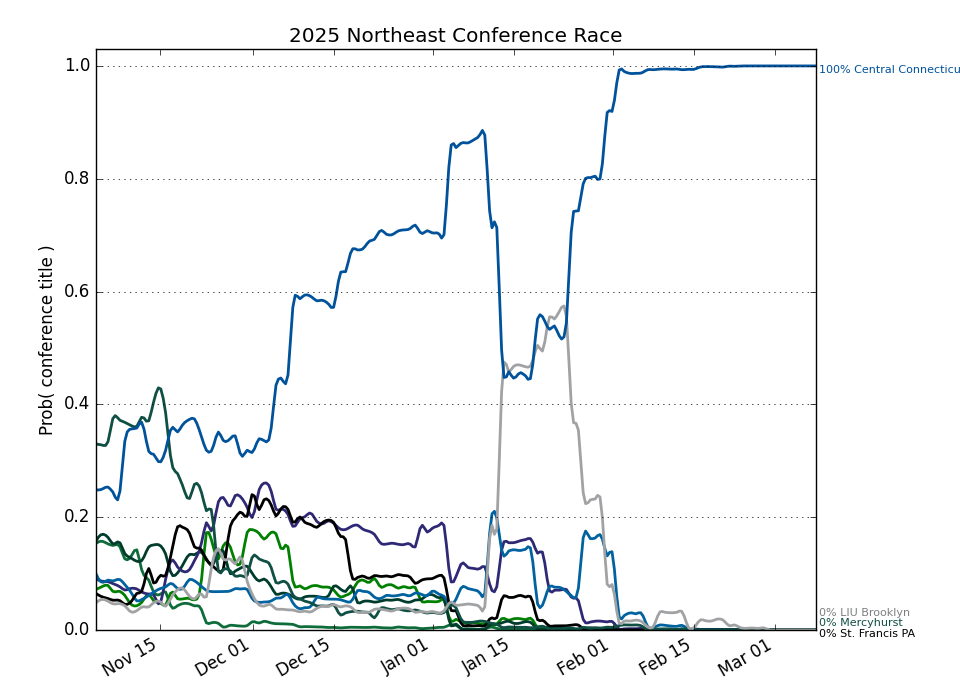 2025 Northeast Conference Race
1.0
0.8
0.6
0.4
0.2
0.0
Prob( conference title )
Nov 15
Dec 01
Dec 15
Jan 01
Jan 15
Feb 01
Feb 15
Mar 01
100% Central Connecticu
0% LIU Brooklyn
0% Mercyhurst
0% St. Francis PA